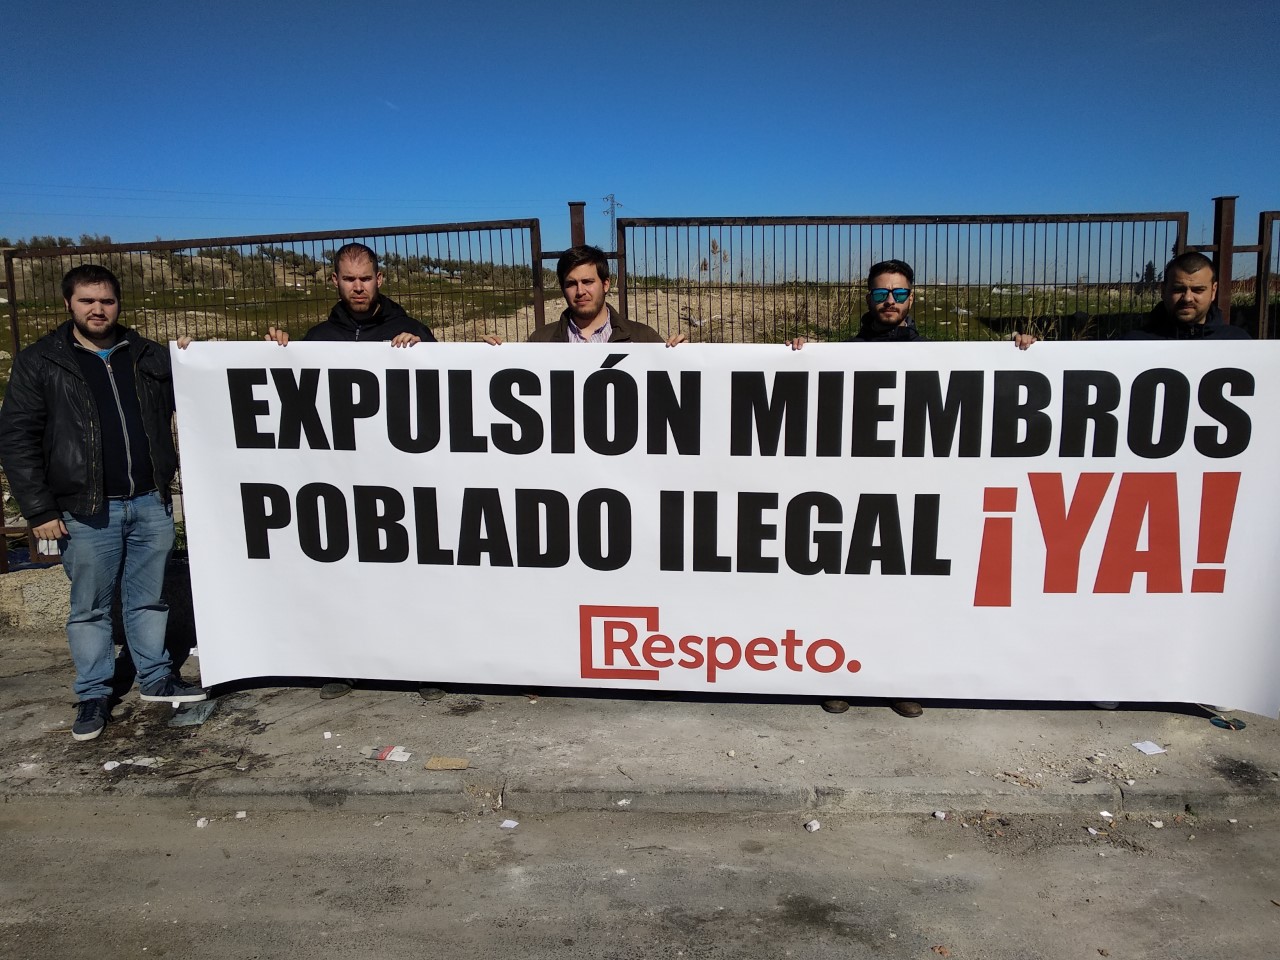 EXPULSIÓN MIEMBROS
POBLADO ILEGAL ¡YA!
Respeto.